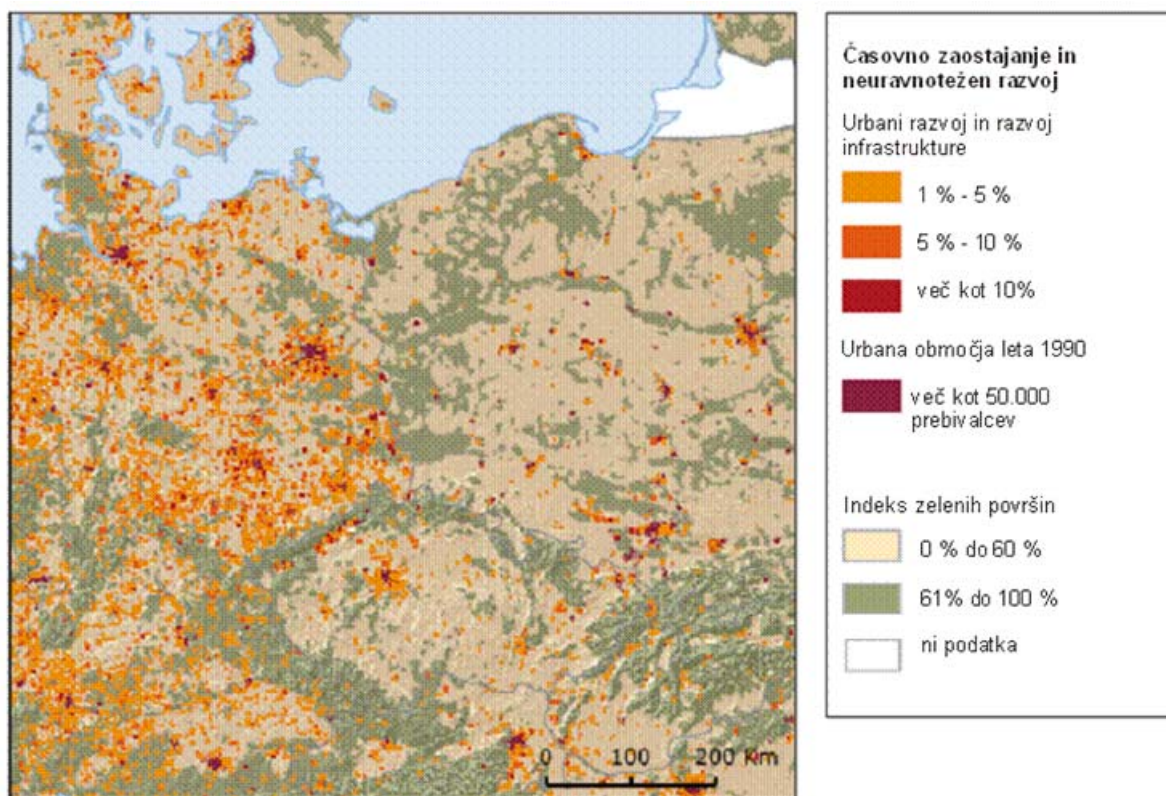 Časovno zaostajanje in
neuravnotežen razvoj
Urbani razvoj in razvoj
infrastrukture
1 % - 5 %
5 % - 10 %
več kot 10%
Urbana območja leta 1990
več kot 50.000
prebivalcev
Indeks zelenih površin
0 % do 60 %
61% do 100 %
ni podatka
0 100 200 Km